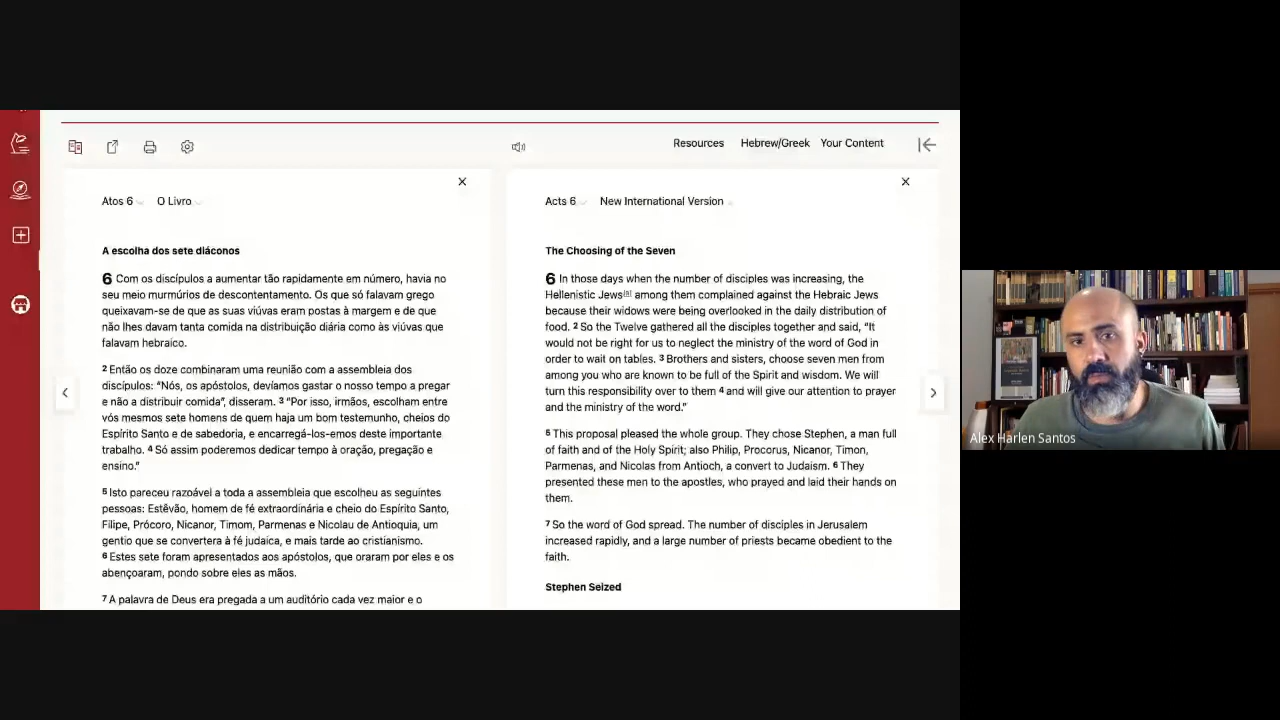 Resources Hebrew/Greek Your Content
Atos 6 O Livro
A escolha dos sete diáconos
6 Com os discípulos a aumentar tão rapidamente em número, havia no
seu meio murmúrios de descontentamento. Os que só falavam grego
queixavam-se de que as suas viúvas eram postas à margem e de que
não lhes davam tanta comida na distribuição diária como às viúvas que
falavam hebraico.
2 Então os doze combinaram uma reunião com a assembleia dos
discípulos: “Nós, os apóstolos, devíamos gastar o nosso tempo a pregar
e não a distribuir comida”, disseram. 3 “Por isso, irmãos, escolham entre
vós mesmos sete homens de quem haja um bom testemunho, cheios do
Espírito Santo e de sabedoria, e encarregá-los-emos deste importante
trabalho. 4 Só assim poderemos dedicar tempo à oração, pregação e
ensino.”
5 Isto pareceu razoável a toda a assembleia que escolheu as seguintes
pessoas: Estêvão, homem de fé extraordinária e cheio do Espírito Santo,
Filipe, Prócoro, Nicanor, Timom, Parmenas e Nicolau de Antioquia, um
gentio que se convertera à fé judaica, e mais tarde ao cristianismo.
6 Estes sete foram apresentados aos apóstolos, que oraram por eles e os
abençoaram, pondo sobre eles as mãos.
7 A palavra de Deus era pregada a um auditório cada vez maior e o
Acts 6 New International Version
The Choosing of the Seven
6 In those days when the number of disciples was increasing, the
Hellenistic Jews[a] among them complained against the Hebraic Jews
because their widows were being overlooked in the daily distribution of
food. 2 So the Twelve gathered all the disciples together and said, “It
would not be right for us to neglect the ministry of the word of God in
order to wait on tables. 3 Brothers and sisters, choose seven men from
among you who are known to be full of the Spirit and wisdom. We will
turn this responsibility over to them 4 and will give our attention to prayer
and the ministry of the word.”
5 This proposal pleased the whole group. They chose Stephen, a man full
of faith and of the Holy Spirit; also Philip, Procorus, Nicanor, Timon,
Parmenas, and Nicolas from Antioch, a convert to Judaism. 6 They
presented these men to the apostles, who prayed and laid their hands on
them.
7 So the word of God spread. The number of disciples in Jerusalem
increased rapidly, and a large number of priests became obedient to the
faith.
Stephen Seized
Alex Harlen Santos